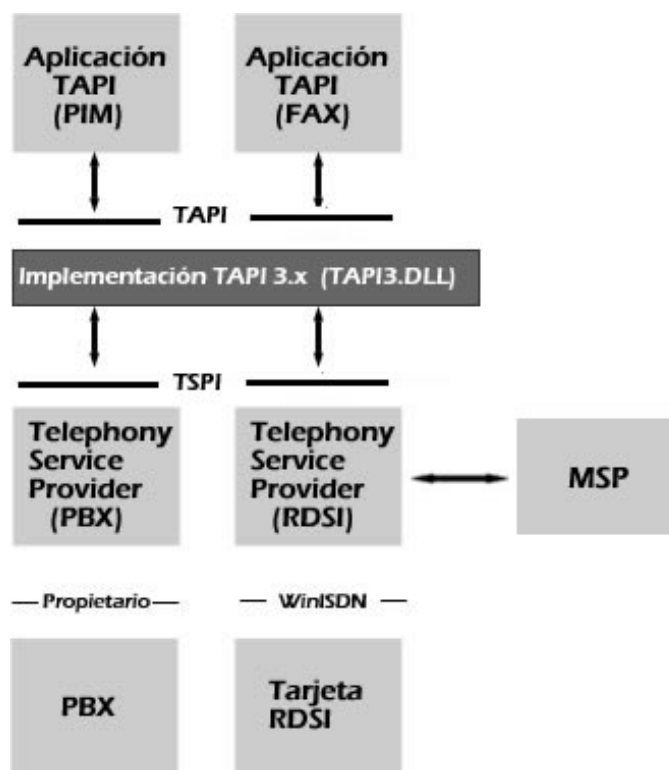 Aplicación
TAPI
(PIM)
Aplicación
TAPI
(FAX)
TAPI
Implementación TAPI 3.x (TAPI3.DLL)
TSPI
Telephony
Service
Provider
(PBX)
Telephony
Service
Provider
(RDSI)
MSP
Propietario
WinISDN
PBX
Tarjeta
RDSI